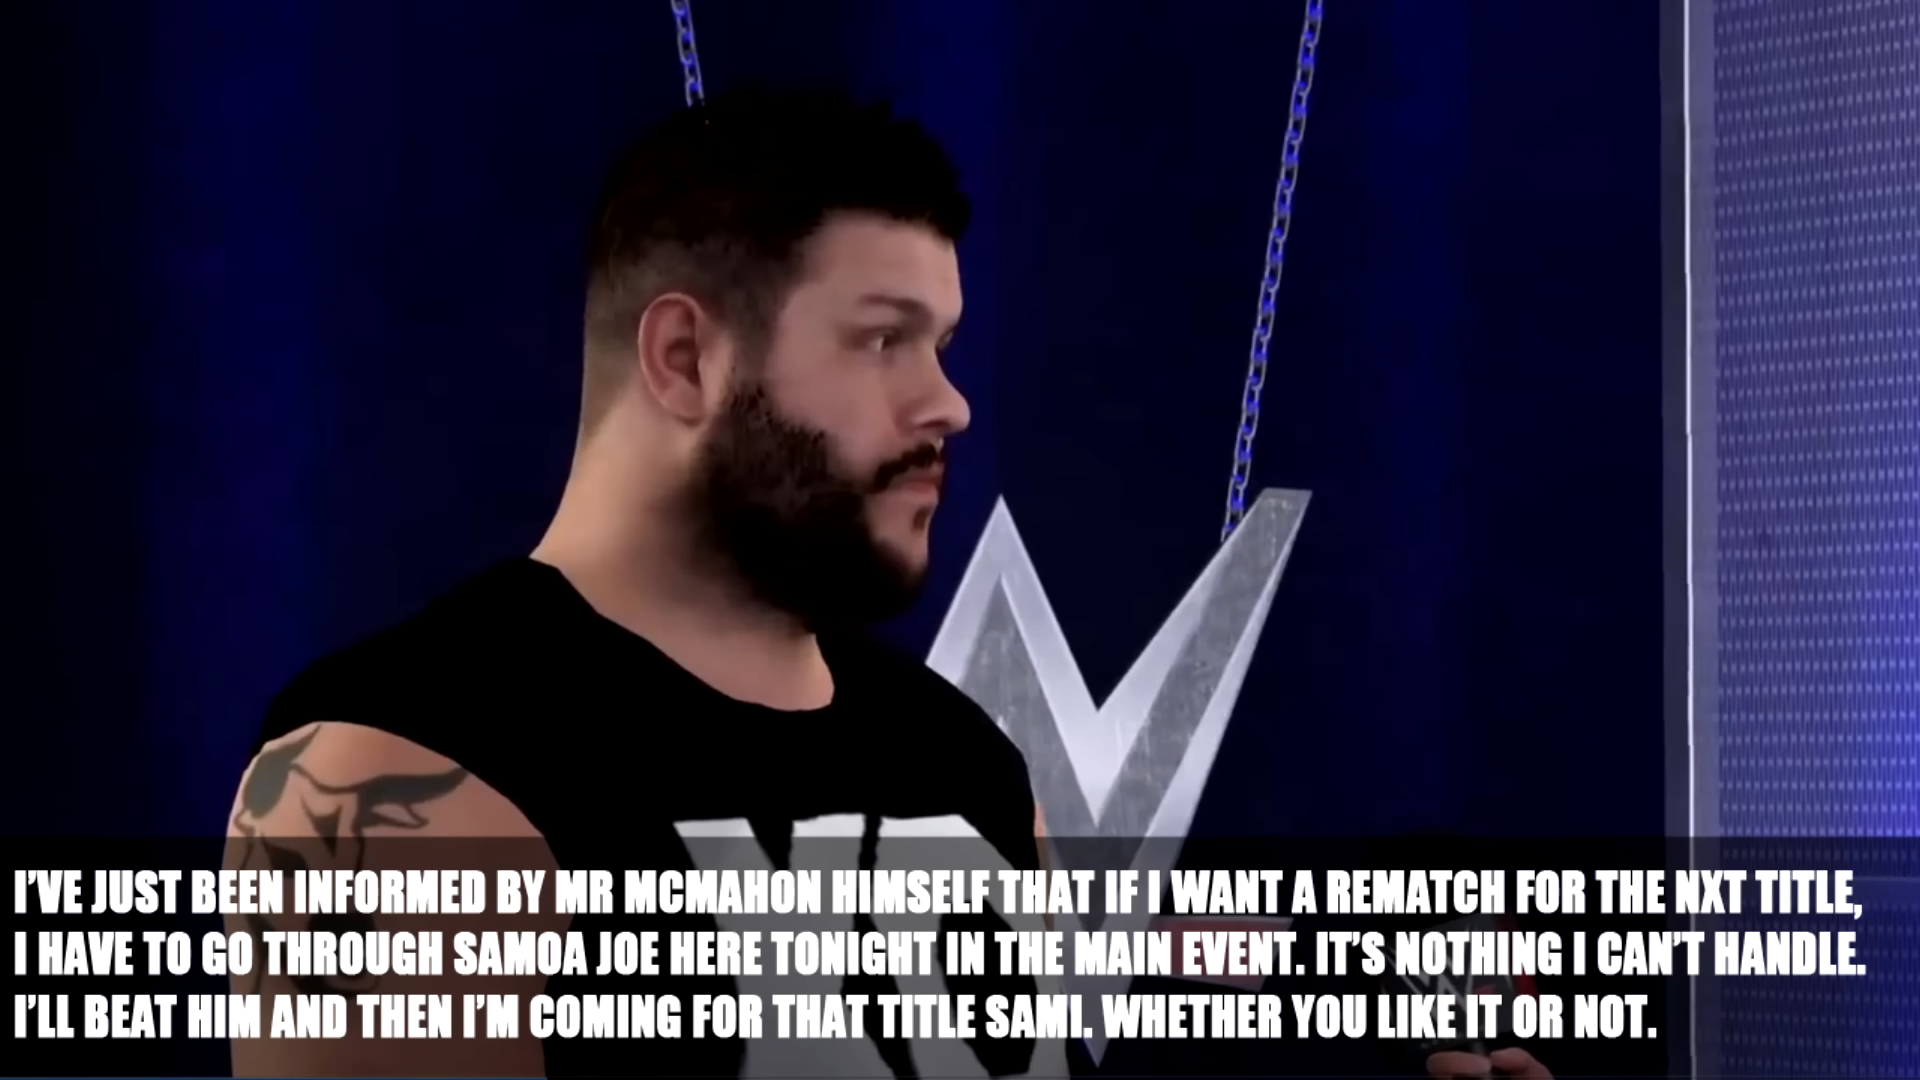 I'VE JUST BEEN INFORMED BY MR MCMAHON HIMSELF THAT IF I WANT A REMATCH FOR THE NXT TITLE,
I HAVE TO GO THROUGH SAMOA JOE HERE TONIGHT IN THE MAIN EVENT. IT'S NOTHING I CAN'T HANDLE.
I'LL BEAT HIM AND THEN I'M COMING FOR THAT TITLE SAMI. WHETHER YOU LIKE IT OR NOT.